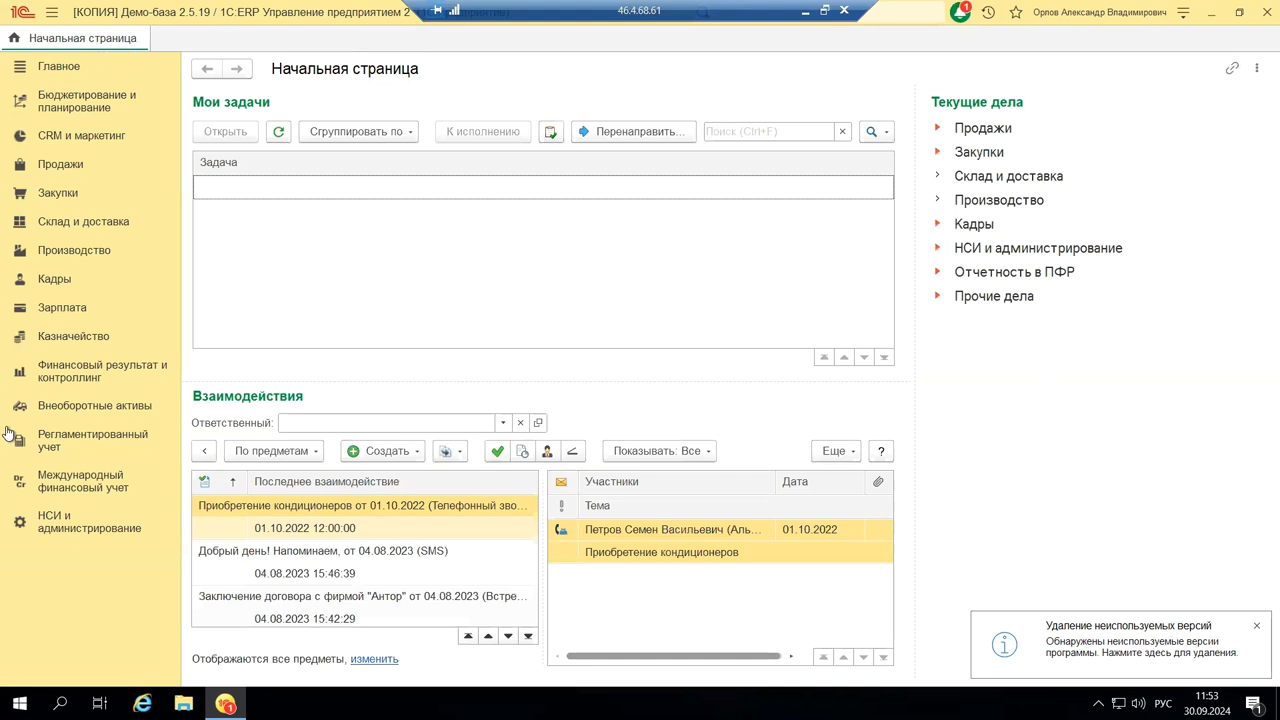 [КОПИЯ] Демо-база 2.5.19 / 1С:ERP Управление предприятием 2
46.4.68.61
1
Орлов Александр Владимирович
Начальная страница
Главное
Бюджетирование и
планирование
CRM и маркетинг
Продажи
Закупки
Склад и доставка
Производство
Кадры
Зарплата
Казначейство
Финансовый результат и
контроллинг
Внеоборотные активы
Регламентированный
учет
Международный
финансовый учет
НСИ и
администрирование
Начальная страница
Мои задачи
Открыть
Сгруппировать по
К исполнению
Перенаправить...
Поиск (Ctrl+F)
Задача
Взаимодействия
Ответственный:
По предметам
Создать
Показывать: Все
Еще
?
Последнее взаимодействие
Приобретение кондиционеров от 01.10.2022 (Телефонный зво...
01.10.2022 12:00:00
Добрый день! Напоминаем, от 04.08.2023 (SMS)
04.08.2023 15:46:39
Заключение договора с фирмой "Антор" от 04.08.2023 (Встре...
04.08.2023 15:42:29
Участники Дата
Тема
Петров Семен Васильевич (Аль... 01.10.2022
Приобретение кондиционеров
Отображаются все предметы, изменить
Текущие дела
Продажи
Закупки
Склад и доставка
Производство
Кадры
НСИ и администрирование
Отчетность в ПФР
Прочие дела
Удаление неиспользуемых версий
Обнаружены неиспользуемые версии
программы. Нажмите здесь для удаления.
РУС
11:53
30.09.2024
1